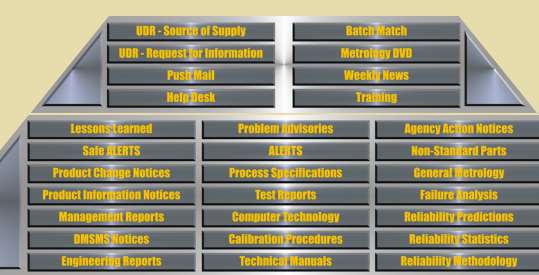 UDR - Source of Supply
Batch Match
UDR - Request for Information
Metrology DVD
Push Mail
Weekly News
Help Desk
Training
Lessons Learned
Problem Advisories
Agency Action Notices
Safe ALERTS
ALERTS
Non-Standard Parts
Product Change Notices
Process Specifications
General Metrology
Product Information Notices
Test Reports
Failure Analysis
Management Reports
Computer Technology
Reliability Predictions
DMSMS Notices
Calibration Procedures
Reliability Statistics
Engineering Reports
Technical Manuals
Reliability Methodology